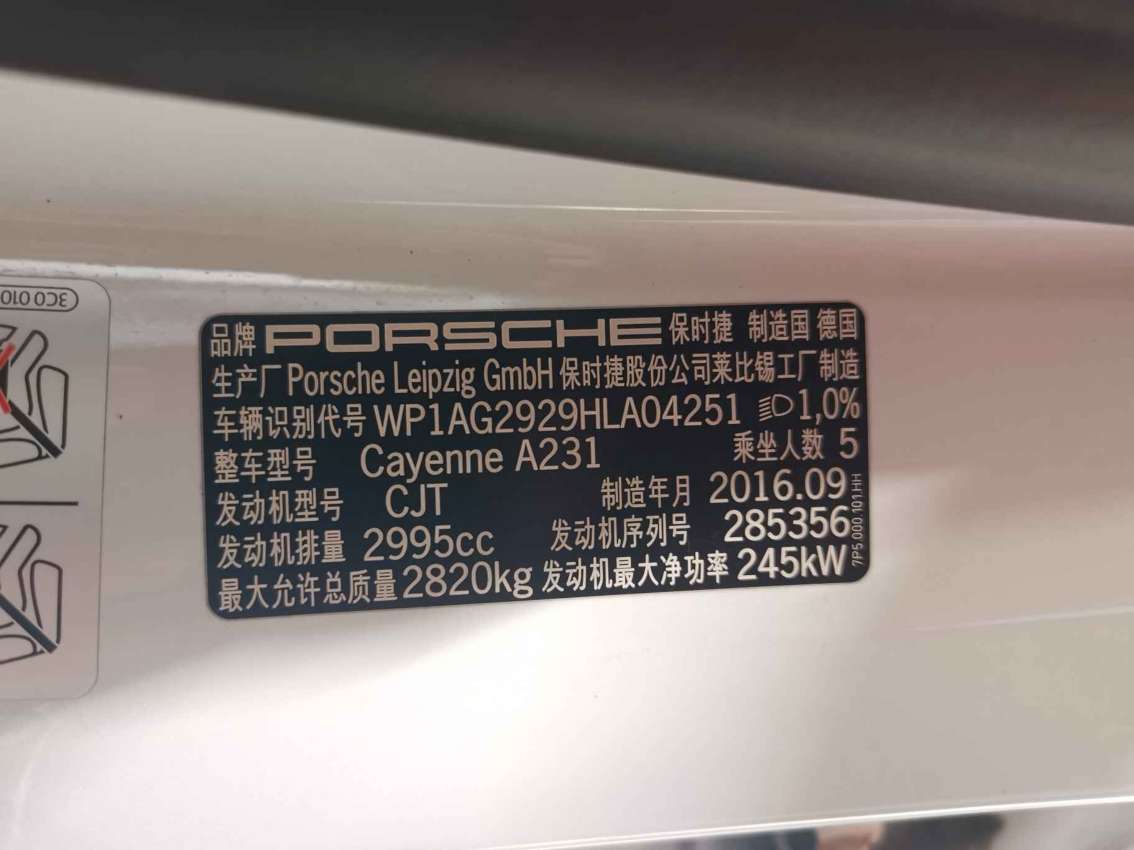 品牌 PORSCHE 保时捷 制造国 德国
生产厂 Porsche Leipzig GmbH 保时捷股份公司莱比锡工厂制造
车辆识别代号 WP1AG2929HLA04251 1,0%
整车型号 Cayenne A231 乘坐人数 5
发动机型号 CJT 制造年月 2016.09
发动机排量 2995cc 发动机序列号 285356
最大允许总质量 2820kg 发动机最大净功率 245kW
7P5 000 101 HH
3C0 010